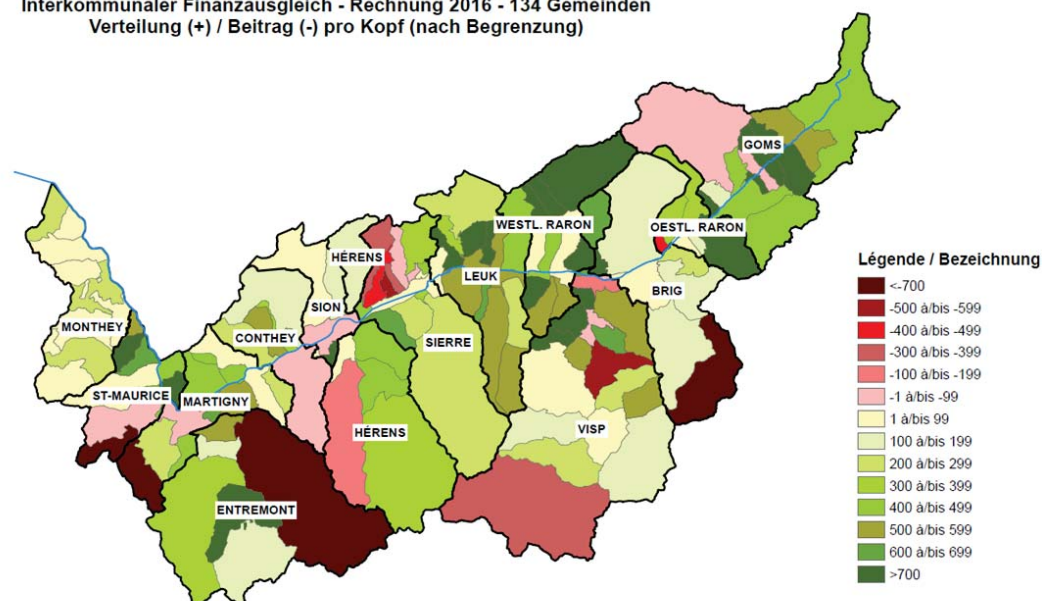 Interkommunaler Finanzausgleich - Rechnung 2016 - 134 Gemeinden
Verteilung (+) / Beitrag (-) pro Kopf (nach Begrenzung)
GOMS
WESTL. RARON
OESTL. RARON
HÉRENS
LEUK
BRIG
SION
MONTHEY
CONTHEY
SIERRE
ST-MAURICE
MARTIGNY
HÉRENS
VISP
ENTREMONT
Légende / Bezeichnung
<-700
-500 à/bis -599
-400 à/bis -499
-300 à/bis -399
-100 à/bis -199
-1 à/bis -99
1 à/bis 99
100 à/bis 199
200 à/bis 299
300 à/bis 399
400 à/bis 499
500 à/bis 599
600 à/bis 699
>700